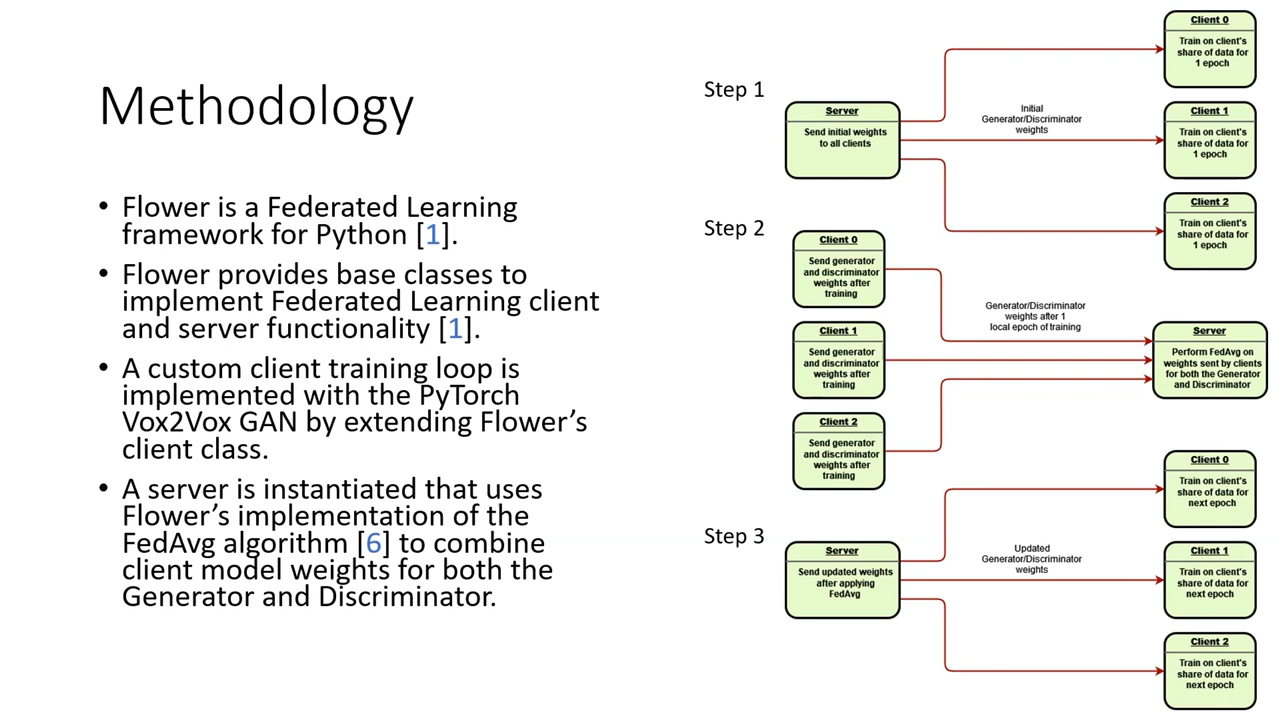 Methodology
• Flower is a Federated Learning
framework for Python [1].
• Flower provides base classes to
implement Federated Learning client
and server functionality [1].
• A custom client training loop is
implemented with the PyTorch
Vox2Vox GAN by extending Flower’s
client class.
• A server is instantiated that uses
Flower’s implementation of the
FedAvg algorithm [6] to combine
client model weights for both the
Generator and Discriminator.
Step 1
Server
Send initial weights
to all clients
Initial
Generator/Discriminator
weights
Client 0
Train on client's
share of data for
1 epoch
Client 1
Train on client's
share of data for
1 epoch
Client 2
Train on client's
share of data for
1 epoch
Step 2
Client 0
Send generator
and discriminator
weights after
training
Client 1
Send generator
and discriminator
weights after
training
Client 2
Send generator
and discriminator
weights after
training
Generator/Discriminator
weights after 1
local epoch of training
Server
Perform FedAvg on
weights sent by clients
for both the Generator
and Discriminator
Step 3
Server
Send updated weights
after applying
FedAvg
Updated
Generator/Discriminator
weights
Client 0
Train on client's
share of data for
next epoch
Client 1
Train on client's
share of data for
next epoch
Client 2
Train on client's
share of data for
next epoch